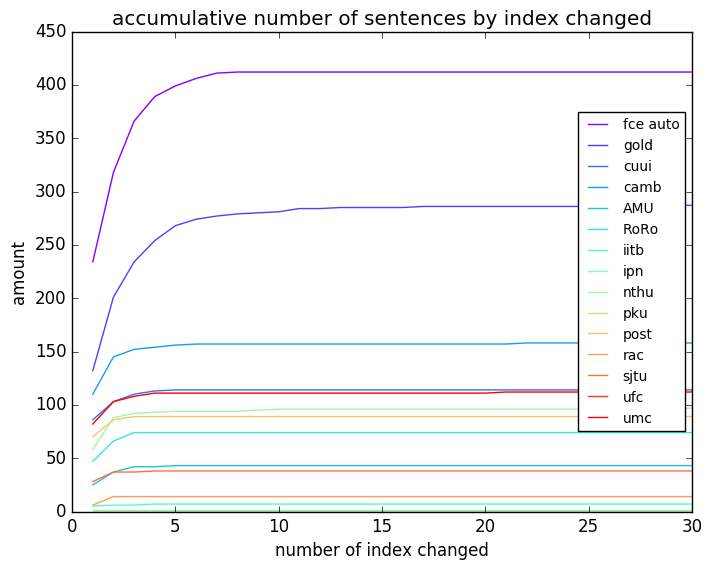 accumulative number of sentences by index changed
450
400
350
300
250
200
150
100
50
0
amount
0 5 10 15 20 25 30
number of index changed
fce auto
gold
cuui
camb
AMU
RoRo
iitb
ipn
nthu
pku
post
rac
sjtu
ufc
umc